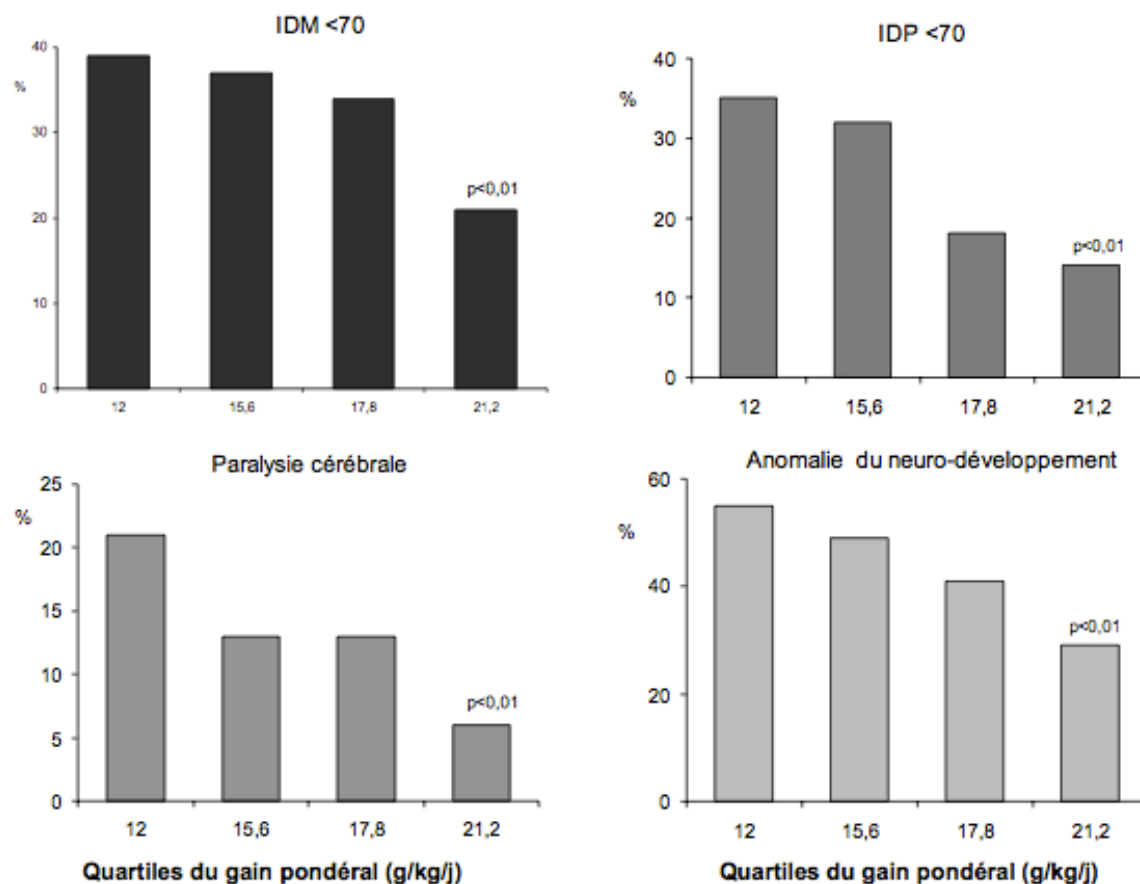 IDM <70
%
40
30
20
10
0
p<0,01
12 15,6 17,8 21,2
IDP <70
%
40
30
20
10
0
p<0,01
12 15,6 17,8 21,2
Paralysie cérébrale
%
25
20
15
10
5
0
p<0,01
12 15,6 17,8 21,2
Quartiles du gain pondéral (g/kg/j)
Anomalie du neuro-développement
%
60
40
20
0
p<0,01
12 15,6 17,8 21,2
Quartiles du gain pondéral (g/kg/j)